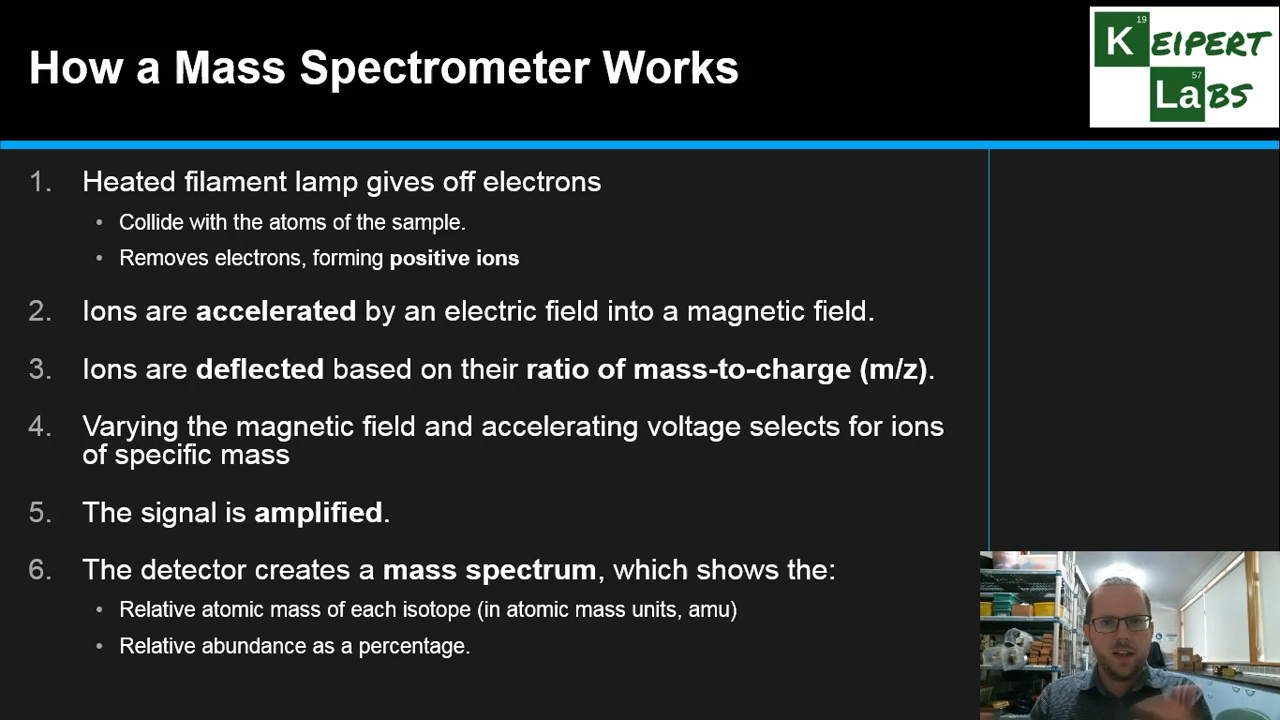 How a Mass Spectrometer Works
19
K EIPERT
57
LaBS
1. Heated filament lamp gives off electrons
• Collide with the atoms of the sample.
• Removes electrons, forming positive ions
2. Ions are accelerated by an electric field into a magnetic field.
3. Ions are deflected based on their ratio of mass-to-charge (m/z).
4. Varying the magnetic field and accelerating voltage selects for ions
of specific mass
5. The signal is amplified.
6. The detector creates a mass spectrum, which shows the:
• Relative atomic mass of each isotope (in atomic mass units, amu)
• Relative abundance as a percentage.